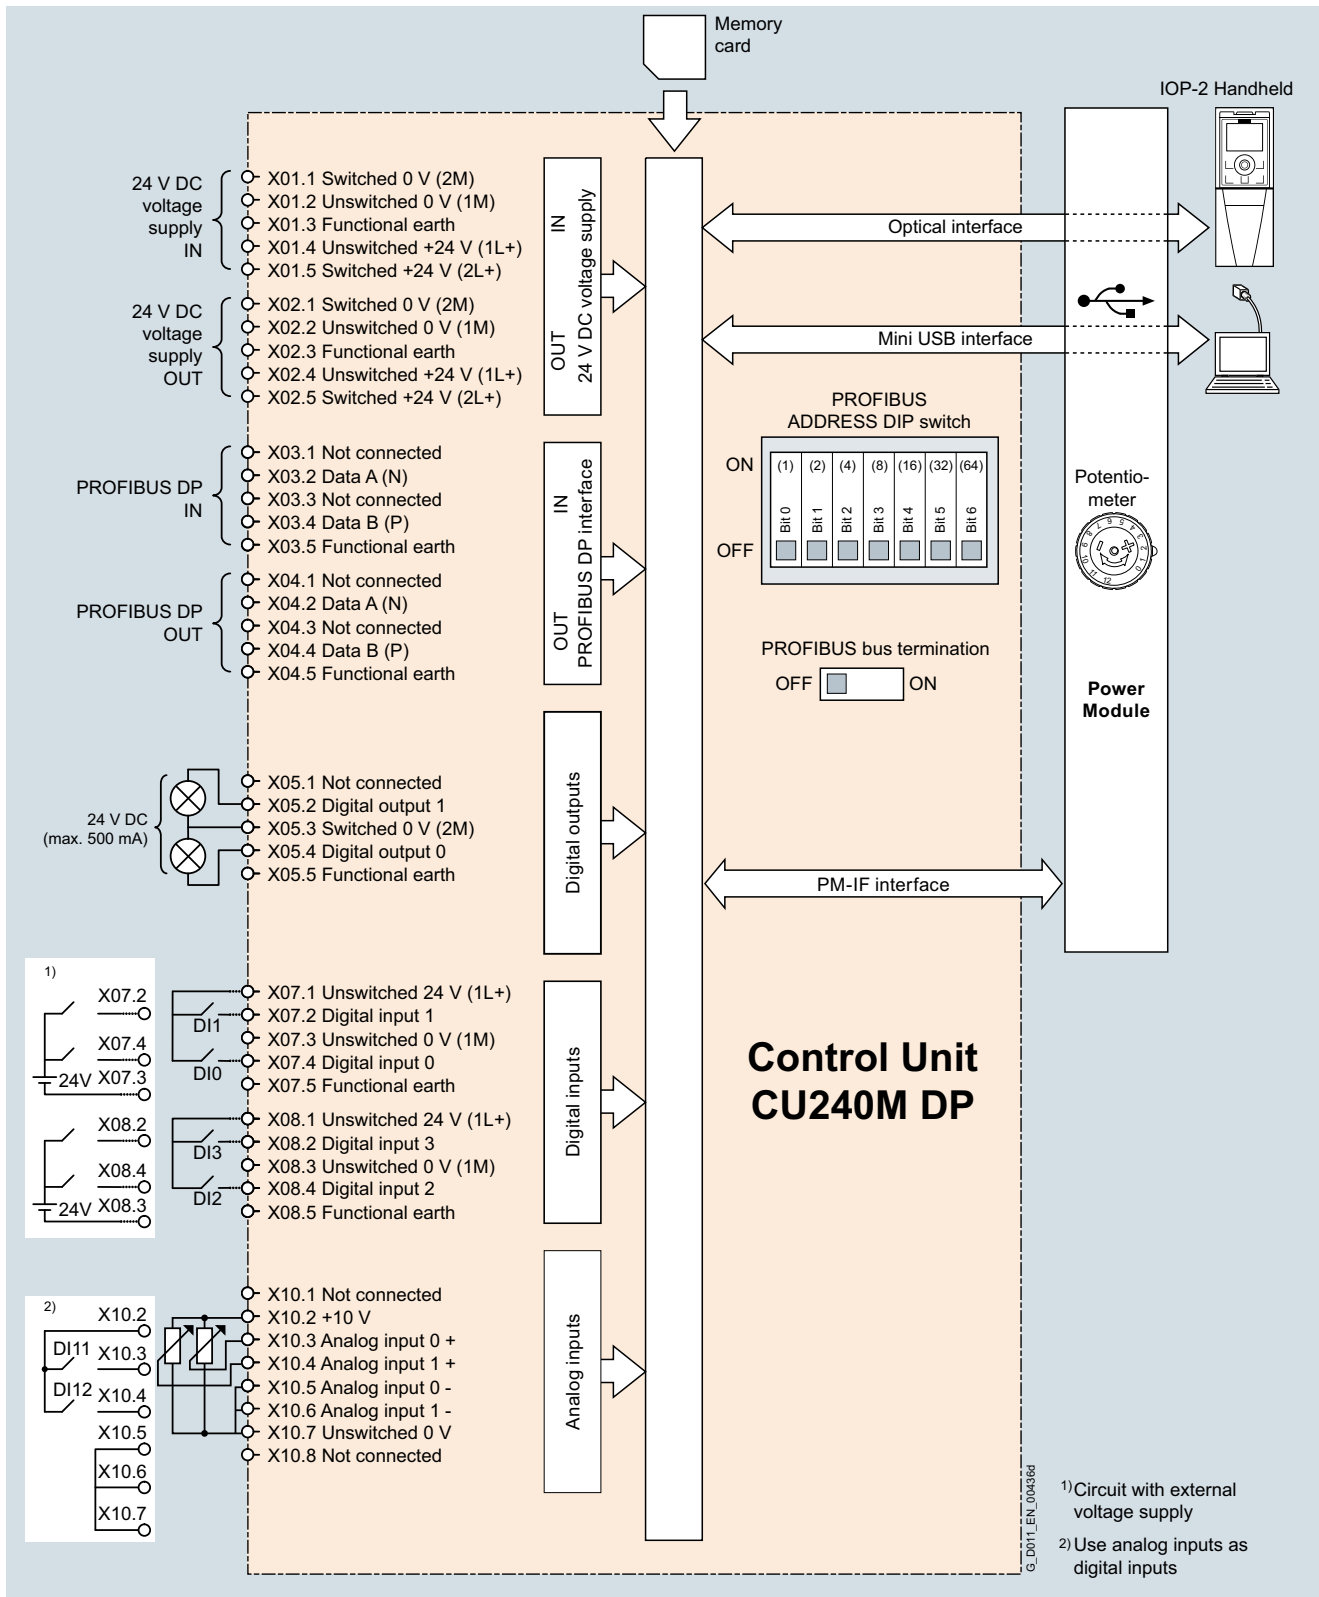 Memory
card
IOP-2 Handheld
24 V DC
voltage
supply
IN
X01.1 Switched 0 V (2M)
X01.2 Unswitched 0 V (1M)
X01.3 Functional earth
X01.4 Unswitched +24 V (1L+)
X01.5 Switched +24 V (2L+)
24 V DC
voltage
supply
OUT
X02.1 Switched 0 V (2M)
X02.2 Unswitched 0 V (1M)
X02.3 Functional earth
X02.4 Unswitched +24 V (1L+)
X02.5 Switched +24 V (2L+)
OUT IN
24 V DC voltage supply
Optical interface
Mini USB interface
PROFIBUS DP
IN
X03.1 Not connected
X03.2 Data A (N)
X03.3 Not connected
X03.4 Data B (P)
X03.5 Functional earth
PROFIBUS DP
OUT
X04.1 Not connected
X04.2 Data A (N)
X04.3 Not connected
X04.4 Data B (P)
X04.5 Functional earth
OUT IN
PROFIBUS DP interface
PROFIBUS
ADDRESS DIP switch
ON
(1) (2) (4) (8) (16) (32) (64)
Bit 0 Bit 1 Bit 2 Bit 3 Bit 4 Bit 5 Bit 6
OFF
PROFIBUS bus termination
OFF ON
Potentio-
meter
0 1 2 3 4 5 6 7 8 9 10 11 12
Power
Module
24 V DC
(max. 500 mA)
X05.1 Not connected
X05.2 Digital output 1
X05.3 Switched 0 V (2M)
X05.4 Digital output 0
X05.5 Functional earth
Digital outputs
PM-IF interface
1)
X07.2
X07.4
24V X07.3
X08.2
X08.4
24V X08.3
DI1
DI0
X07.1 Unswitched 24 V (1L+)
X07.2 Digital input 1
X07.3 Unswitched 0 V (1M)
X07.4 Digital input 0
X07.5 Functional earth
DI3
DI2
X08.1 Unswitched 24 V (1L+)
X08.2 Digital input 3
X08.3 Unswitched 0 V (1M)
X08.4 Digital input 2
X08.5 Functional earth
Digital inputs
Control Unit
CU240M DP
2)
X10.2
DI11 X10.3
DI12 X10.4
X10.5
X10.6
X10.7
X10.1 Not connected
X10.2 +10 V
X10.3 Analog input 0 +
X10.4 Analog input 1 +
X10.5 Analog input 0 -
X10.6 Analog input 1 -
X10.7 Unswitched 0 V
X10.8 Not connected
Analog inputs
G_D011_EN_00436d
1) Circuit with external
voltage supply
2) Use analog inputs as
digital inputs